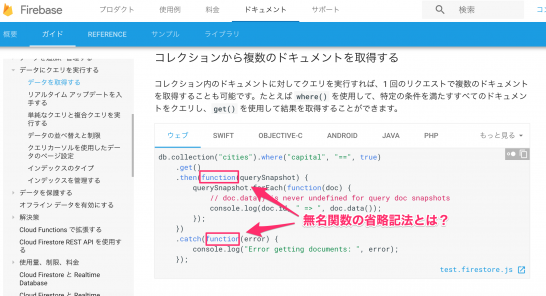 Firebase
プロダクト 使用例 料金 ドキュメント サポート 検索
概要 ガイド REFERENCE サンプル ライブラリ
データにクエリを実行する
データを取得する
リアルタイム アップデートを入
手する
単純なクエリと複合クエリを実
行する
データの並べ替えと制限
クエリカーソルを使用したデー
タのページ設定
インデックスのタイプ
インデックスを管理する
データを保護する
オフライン データを有効にする
解決策
Cloud Functions で拡張する
Cloud Firestore REST API を使用す
る
使用量、制限、料金
Cloud Firestore と Realtime
Database
Cloud Firestore と Realtime
コレクションから複数のドキュメントを取得する
コレクション内のドキュメントに対してクエリを実行すれば、1 回のリクエストで複数のドキュメント
を取得することも可能です。たとえば where() を使用して、特定の条件を満たすすべてのドキュメン
トをクエリし、get() を使用して結果を取得することができます。
ウェブ SWIFT OBJECTIVE-C ANDROID JAVA PHP もっと見る
db.collection("cities").where("capital", "==", true)
.get()
.then(function(querySnapshot) {
querySnapshot.forEach(function(doc) {
// doc.data() is never undefined for query doc snapshots
console.log(doc.id, " => ", doc.data());
});
})
無名関数の省略記法とは?
.catch(function(error) {
console.log("Error getting documents: ", error);
});
test.firestore.js